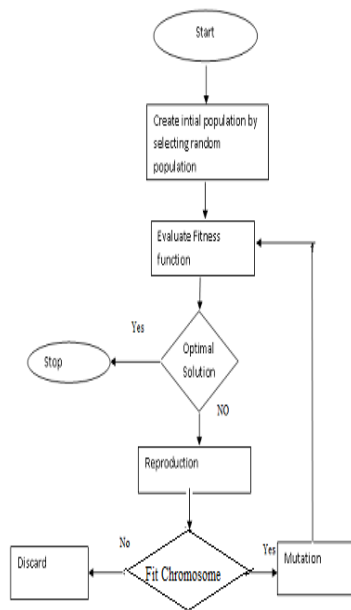 Start
Create intial population by
selecting random
population
Evaluate Fitness
function
Yes
Optimal
Solution
Stop
NO
Reproduction
No
Yes
Discard
Fit Chromosome
Mutation